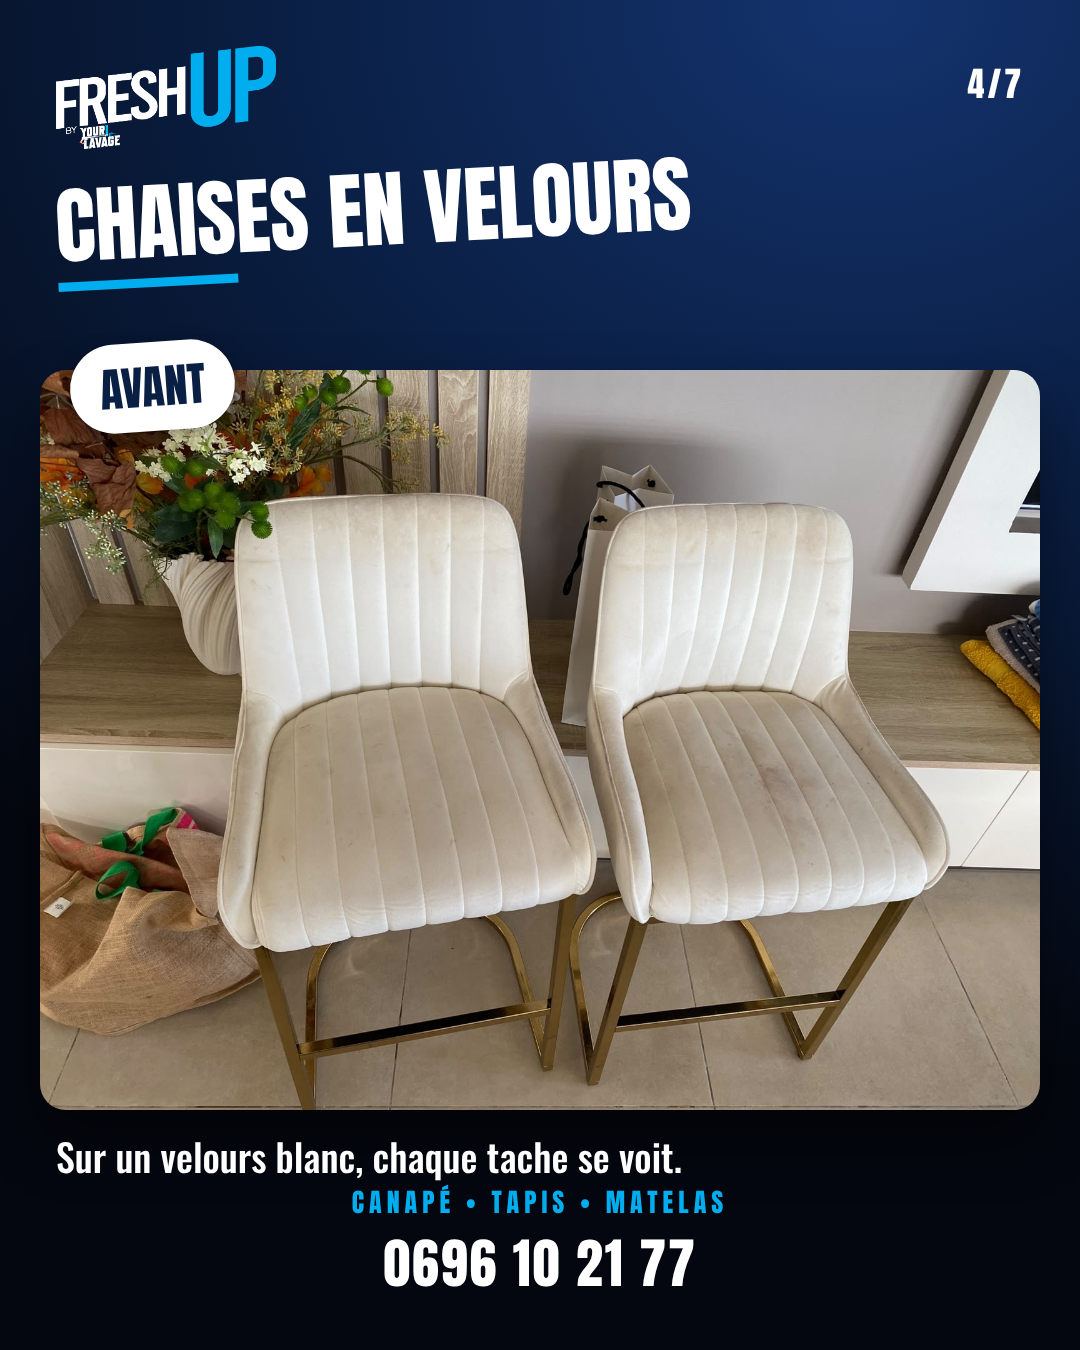 FRESHUP
BY YOUR LAVAGE
4/7
CHAISES EN VELOURS
AVANT
Sur un velours blanc, chaque tache se voit.
CANAPÉ • TAPIS • MATELAS
0696 10 21 77